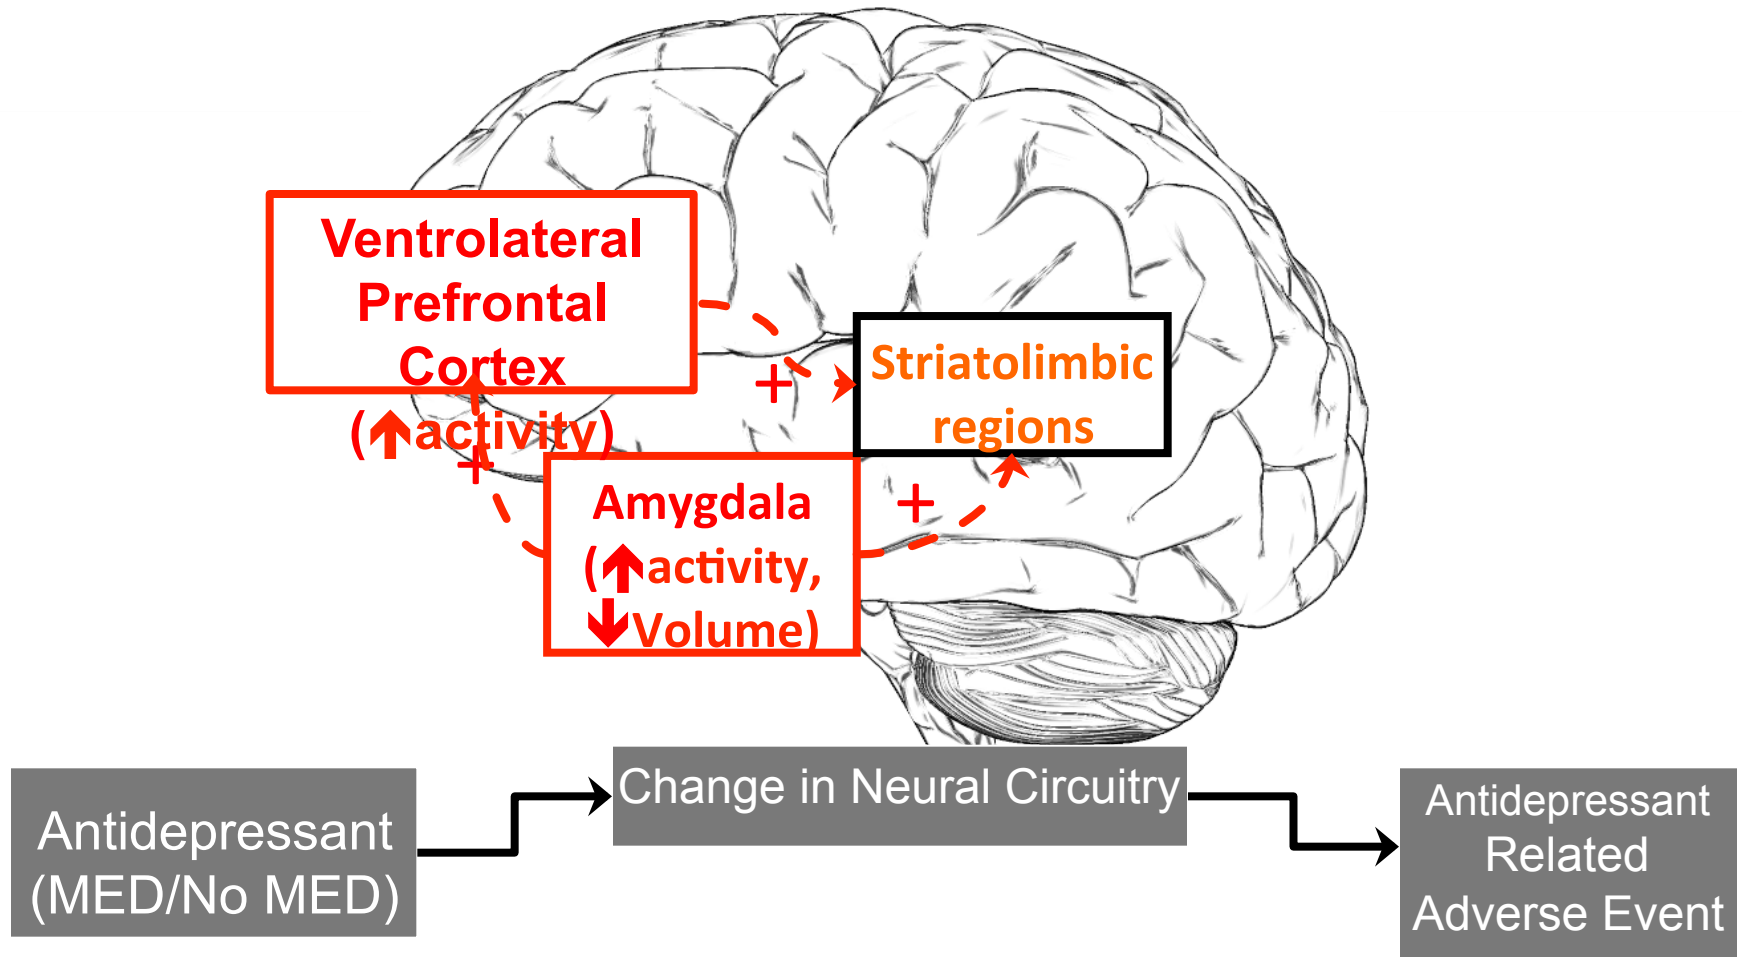 Ventrolateral
Prefrontal
Cortex
(↑activity)
+
+
Striatolimbic
regions
Amygdala
(↑activity,
↓Volume)
+
Change in Neural Circuitry
Antidepressant
(MED/No MED)
Antidepressant
Related
Adverse Event